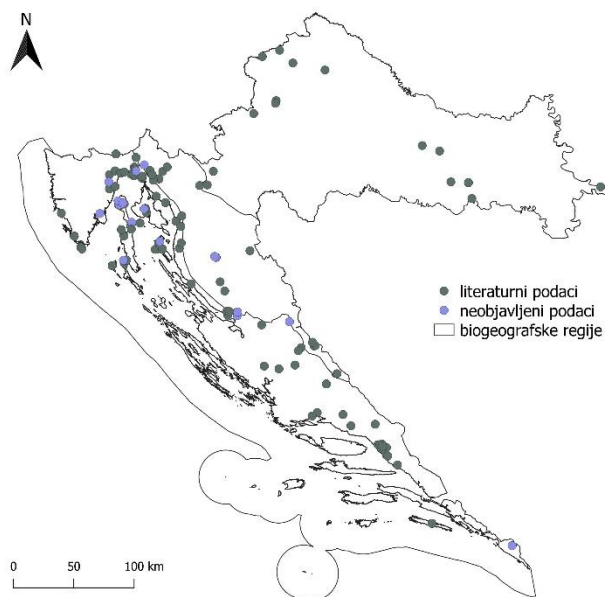 N
literaturni podaci
neobjavljeni podaci
biogeografske regije
0 50 100 km